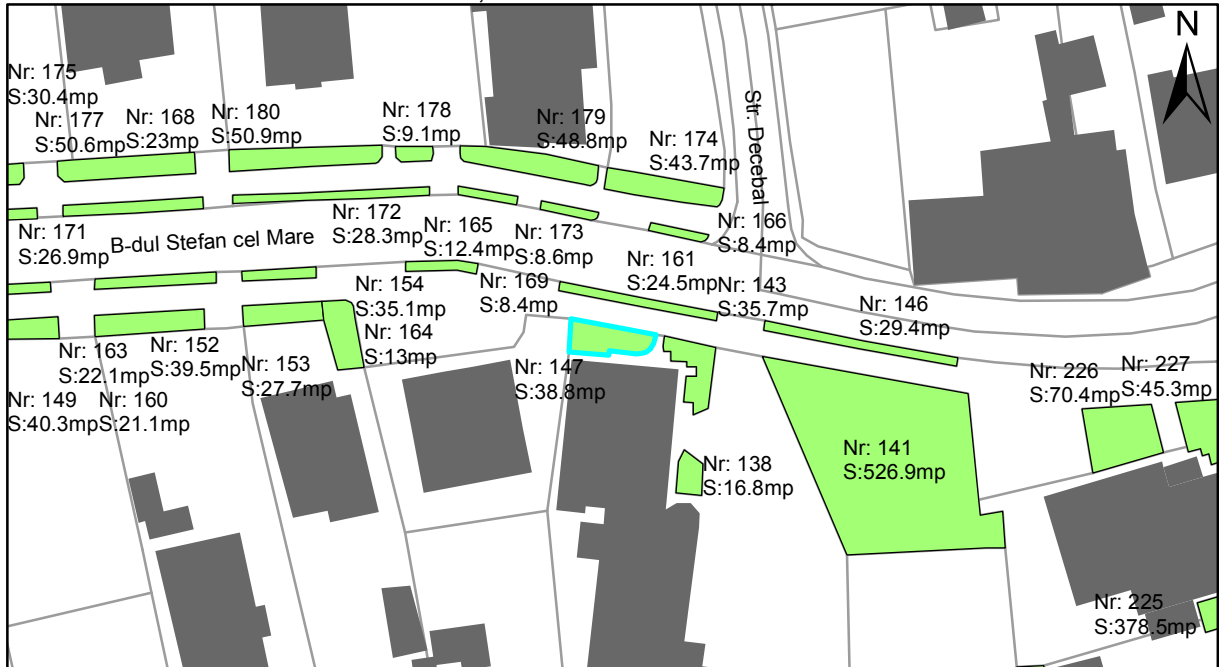 N
Nr: 175
S:30.4mp
Nr: 177
S:50.6mp
Nr: 168
S:23mp
Nr: 180
S:50.9mp
Nr: 178
S:9.1mp
Nr: 179
S:48.8mp
Nr: 174
S:43.7mp
Str. Decebal
Nr: 171
S:26.9mp
B-dul Stefan cel Mare
Nr: 172
S:28.3mp
Nr: 165
S:12.4mp
Nr: 173
S:8.6mp
Nr: 166
S:8.4mp
Nr: 161
S:24.5mp
Nr: 143
S:35.7mp
Nr: 146
S:29.4mp
Nr: 154
S:35.1mp
Nr: 169
S:8.4mp
Nr: 164
S:13mp
Nr: 163
S:22.1mp
Nr: 152
S:39.5mp
Nr: 153
S:27.7mp
Nr: 147
S:38.8mp
Nr: 149
S:40.3mp
Nr: 160
S:21.1mp
Nr: 226
S:70.4mp
Nr: 227
S:45.3mp
Nr: 141
S:526.9mp
Nr: 138
S:16.8mp
Nr: 225
S:378.5mp